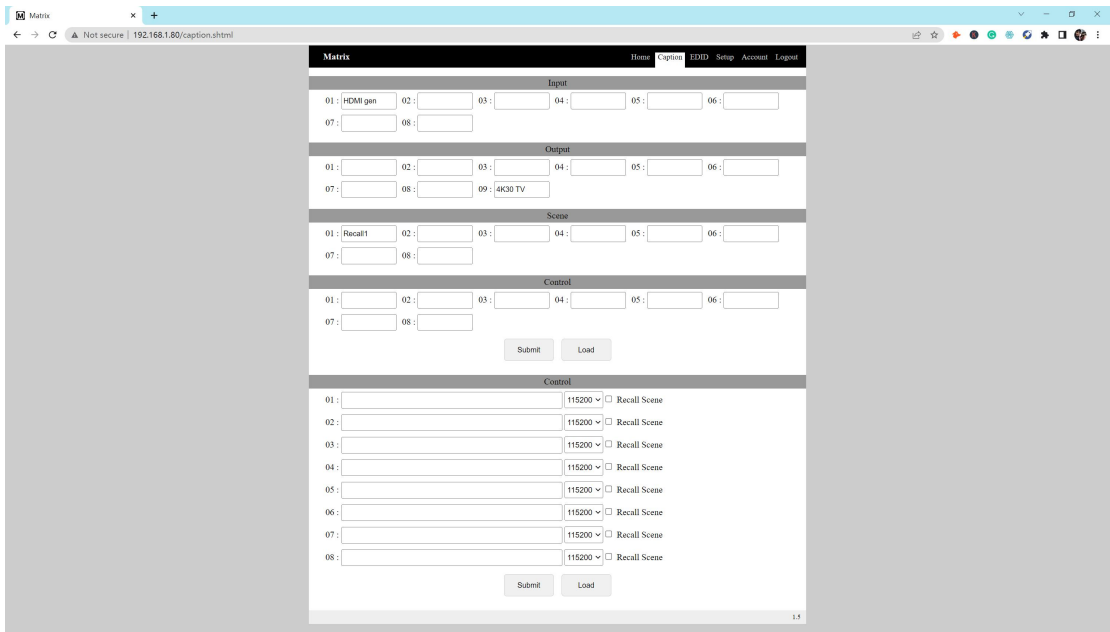 M Matrix
Not secure | 192.168.1.80/caption.shtml
Matrix Home Caption EDID Setup Account Logout
Input
01 : HDMI gen 02 : 03 : 04 : 05 : 06 :
07 : 08 :
Output
01 : 02 : 03 : 04 : 05 : 06 :
07 : 08 : 09 : 4K30 TV
Scene
01 : Recall1 02 : 03 : 04 : 05 : 06 :
07 : 08 :
Control
01 : 02 : 03 : 04 : 05 : 06 :
07 : 08 :
Submit Load
Control
01 : 115200 Recall Scene
02 : 115200 Recall Scene
03 : 115200 Recall Scene
04 : 115200 Recall Scene
05 : 115200 Recall Scene
06 : 115200 Recall Scene
07 : 115200 Recall Scene
08 : 115200 Recall Scene
Submit Load
1.5